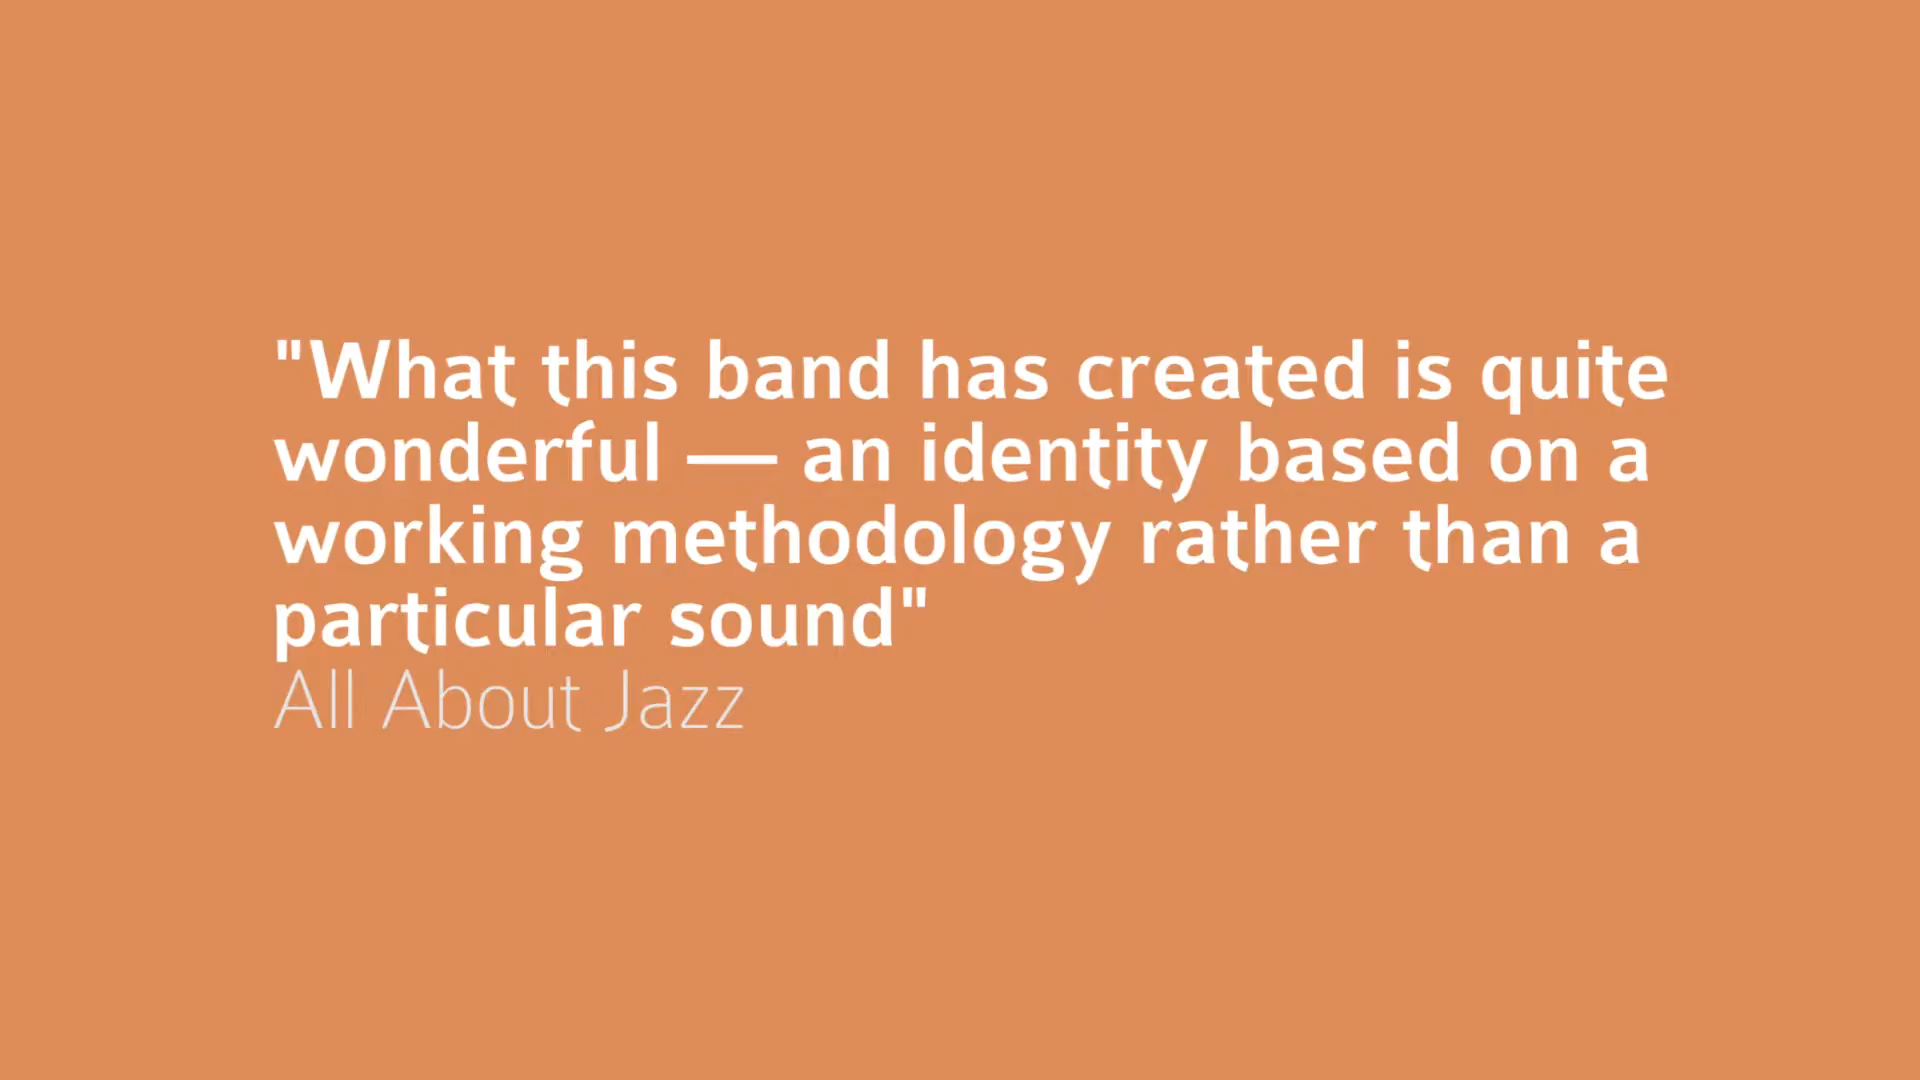 "What this band has created is quite
wonderful — an identity based on a
working methodology rather than a
particular sound"
All About Jazz